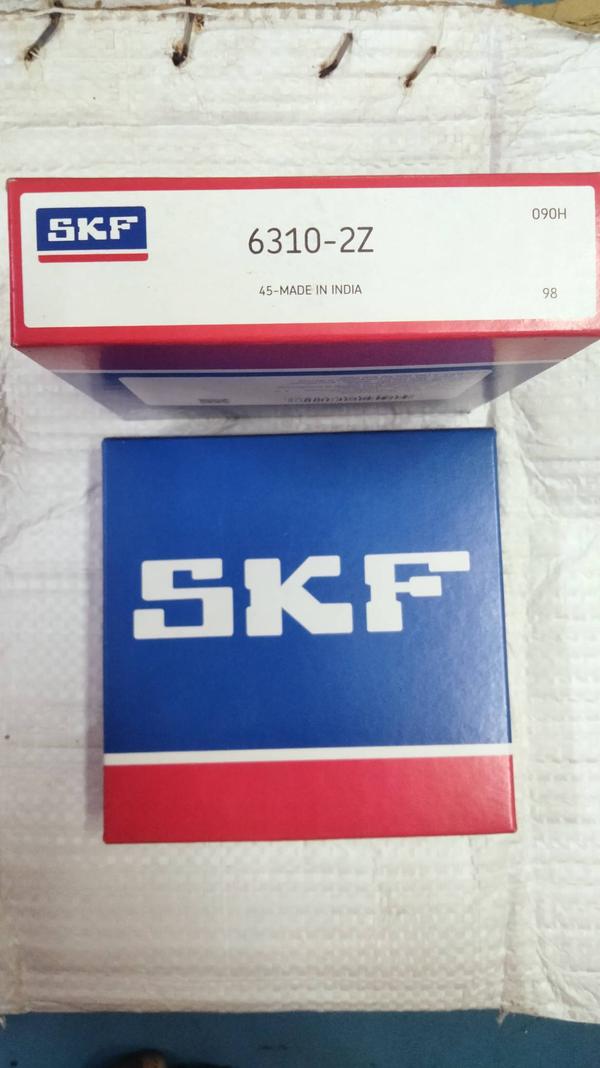 SKF
6310-2Z
090H
45-MADE IN INDIA
98
SKF